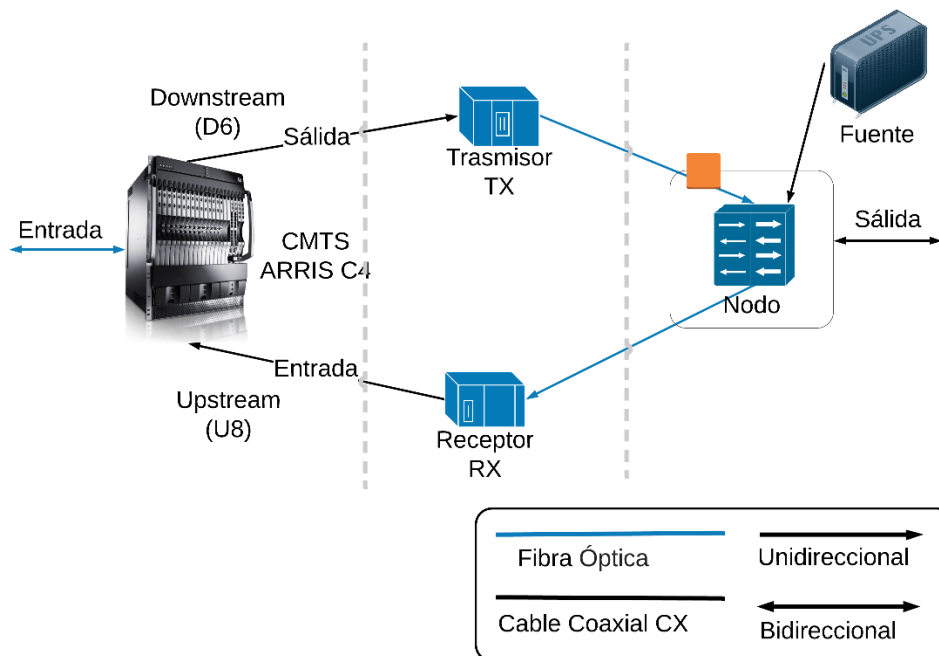 UPS
Fuente
Downstream
(D6)
Sálida
Trasmisor
TX
Entrada
CMTS
ARRIS C4
Sálida
Nodo
Entrada
Upstream
(U8)
Receptor
RX
Fibra Óptica
Unidireccional
Cable Coaxial CX
Bidireccional